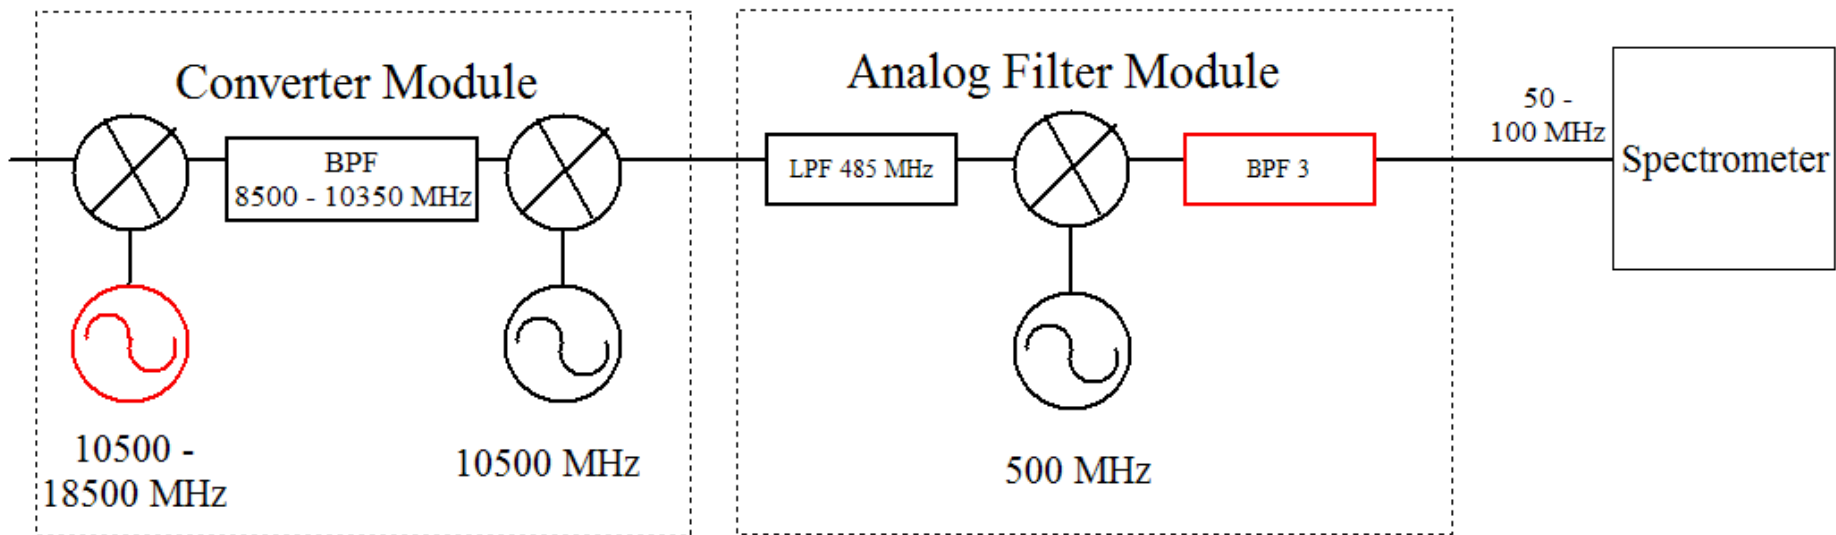 Converter Module
BPF
8500 - 10350 MHz
10500 -
18500 MHz
10500 MHz
Analog Filter Module
LPF 485 MHz
BPF 3
500 MHz
50 -
100 MHz
Spectrometer